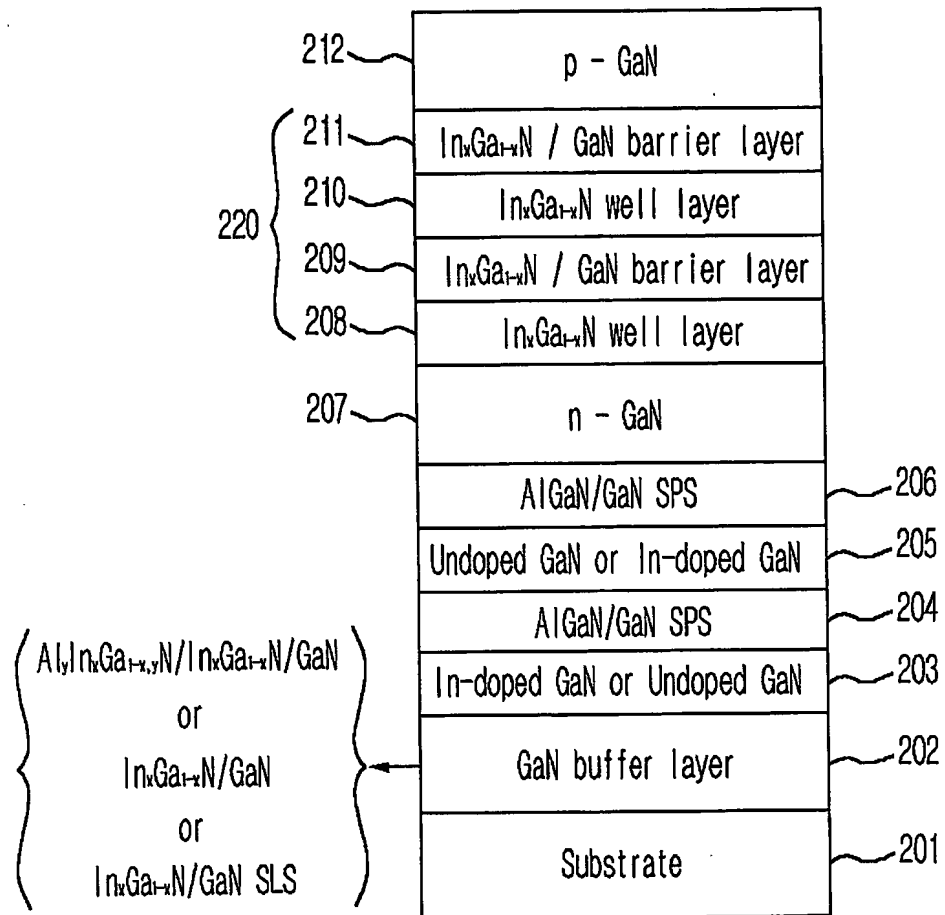 212
p - GaN
211
InₓGa₁₋ₓN / GaN barrier layer
220
210
InₓGa₁₋ₓN well layer
209
InₓGa₁₋ₓN / GaN barrier layer
208
InₓGa₁₋ₓN well layer
207
n - GaN
AlGaN/GaN SPS
206
Undoped GaN or In-doped GaN
205
AlGaN/GaN SPS
204
In-doped GaN or Undoped GaN
203
GaN buffer layer
202
Substrate
201
AlyInₓGa₁₋ₓ,yN/InₓGa₁₋ₓN/GaN
or
InₓGa₁₋ₓN/GaN
or
InₓGa₁₋ₓN/GaN SLS